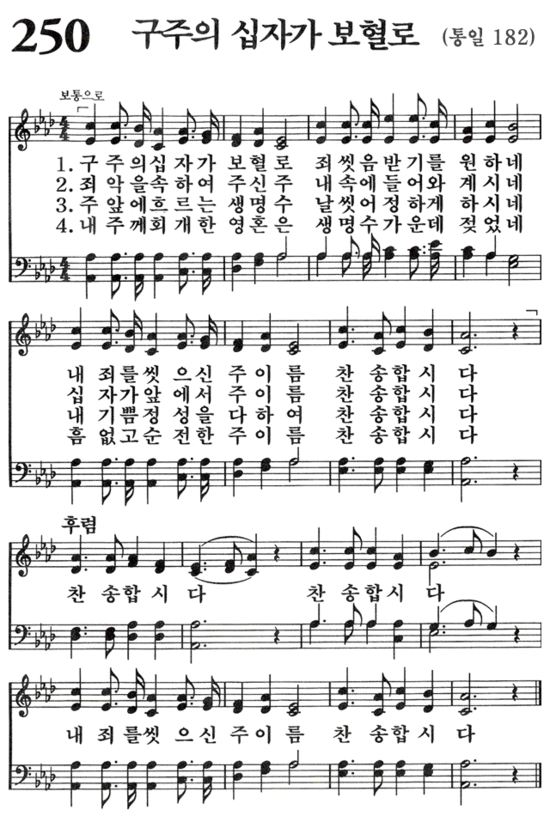 250 구주의 십자가 보혈로 (통일 182)
보통으로
1. 구 주 의 십 자 가 보 혈 로 죄 씻 음 받 기 를 원 하 네
2. 죄 악 을 속 하 여 주 신 주 내 속 에 들 어 와 계 시 네
3. 주 앞 에 흐 르 는 생 명 수 날 씻 어 정 하 게 하 시 네
4. 내 주 께 회 개 한 영 혼 은 생 명 수 가 운 데 젖 었 네
내 죄 를 씻 으 신 주 이 름 찬 송 합 시 다
십 자 가 앞 에 서 주 이 름 찬 송 합 시 다
내 기 쁨 정 성 을 다 하 여 찬 송 합 시 다
흠 없 고 순 전 한 주 이 름 찬 송 합 시 다
후렴
찬 송 합 시 다 찬 송 합 시 다
내 죄 를 씻 으 신 주 이 름 찬 송 합 시 다